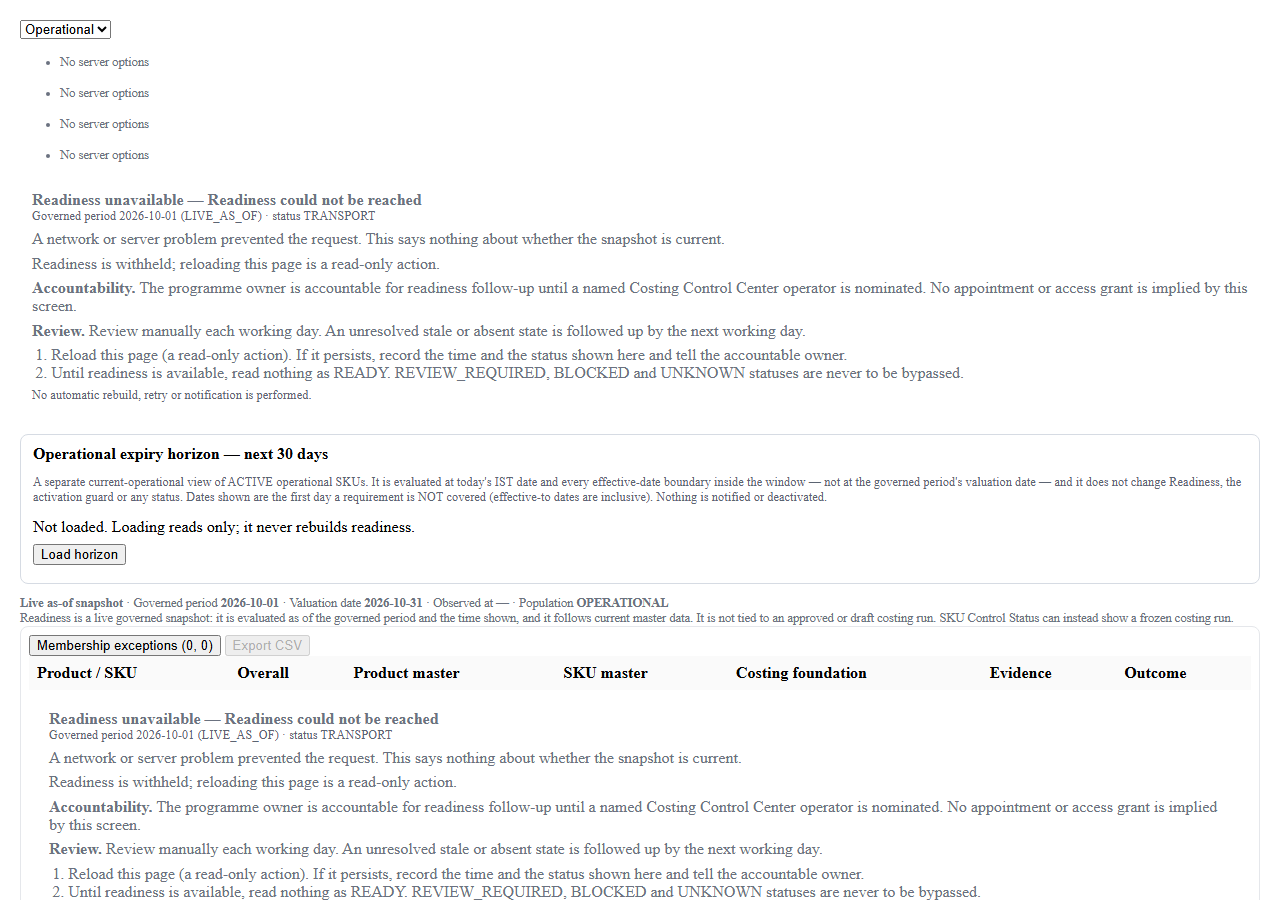 Operational
No server options
No server options
No server options
No server options
Readiness unavailable — Readiness could not be reached
Governed period 2026-10-01 (LIVE_AS_OF) · status TRANSPORT
A network or server problem prevented the request. This says nothing about whether the snapshot is current.
Readiness is withheld; reloading this page is a read-only action.
Accountability. The programme owner is accountable for readiness follow-up until a named Costing Control Center operator is nominated. No appointment or access grant is implied by this
screen.
Review. Review manually each working day. An unresolved stale or absent state is followed up by the next working day.
1. Reload this page (a read-only action). If it persists, record the time and the status shown here and tell the accountable owner.
2. Until readiness is available, read nothing as READY. REVIEW_REQUIRED, BLOCKED and UNKNOWN statuses are never to be bypassed.
No automatic rebuild, retry or notification is performed.
Operational expiry horizon — next 30 days
A separate current-operational view of ACTIVE operational SKUs. It is evaluated at today's IST date and every effective-date boundary inside the window — not at the governed period's valuation date — and it does not change Readiness, the
activation guard or any status. Dates shown are the first day a requirement is NOT covered (effective-to dates are inclusive). Nothing is notified or deactivated.
Not loaded. Loading reads only; it never rebuilds readiness.
Load horizon
Live as-of snapshot · Governed period 2026-10-01 · Valuation date 2026-10-31 · Observed at — · Population OPERATIONAL
Readiness is a live governed snapshot: it is evaluated as of the governed period and the time shown, and it follows current master data. It is not tied to an approved or draft costing run. SKU Control Status can instead show a frozen costing run.
Membership exceptions (0, 0) Export CSV
Product / SKU Overall Product master SKU master Costing foundation Evidence Outcome
Readiness unavailable — Readiness could not be reached
Governed period 2026-10-01 (LIVE_AS_OF) · status TRANSPORT
A network or server problem prevented the request. This says nothing about whether the snapshot is current.
Readiness is withheld; reloading this page is a read-only action.
Accountability. The programme owner is accountable for readiness follow-up until a named Costing Control Center operator is nominated. No appointment or access grant is implied
by this screen.
Review. Review manually each working day. An unresolved stale or absent state is followed up by the next working day.
1. Reload this page (a read-only action). If it persists, record the time and the status shown here and tell the accountable owner.
2. Until readiness is available, read nothing as READY. REVIEW_REQUIRED, BLOCKED and UNKNOWN statuses are never to be bypassed.